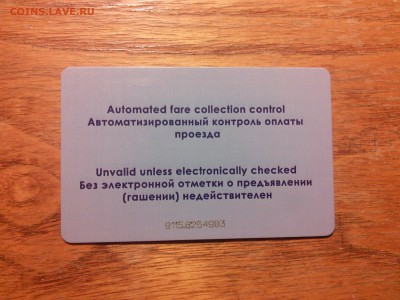 COINS.LAVE.RU
Automated fare collection control
Автоматизированный контроль оплаты
проезда
Unvalid unless electronically checked
Без электронной отметки о предъявлении
(гашении) недействителен